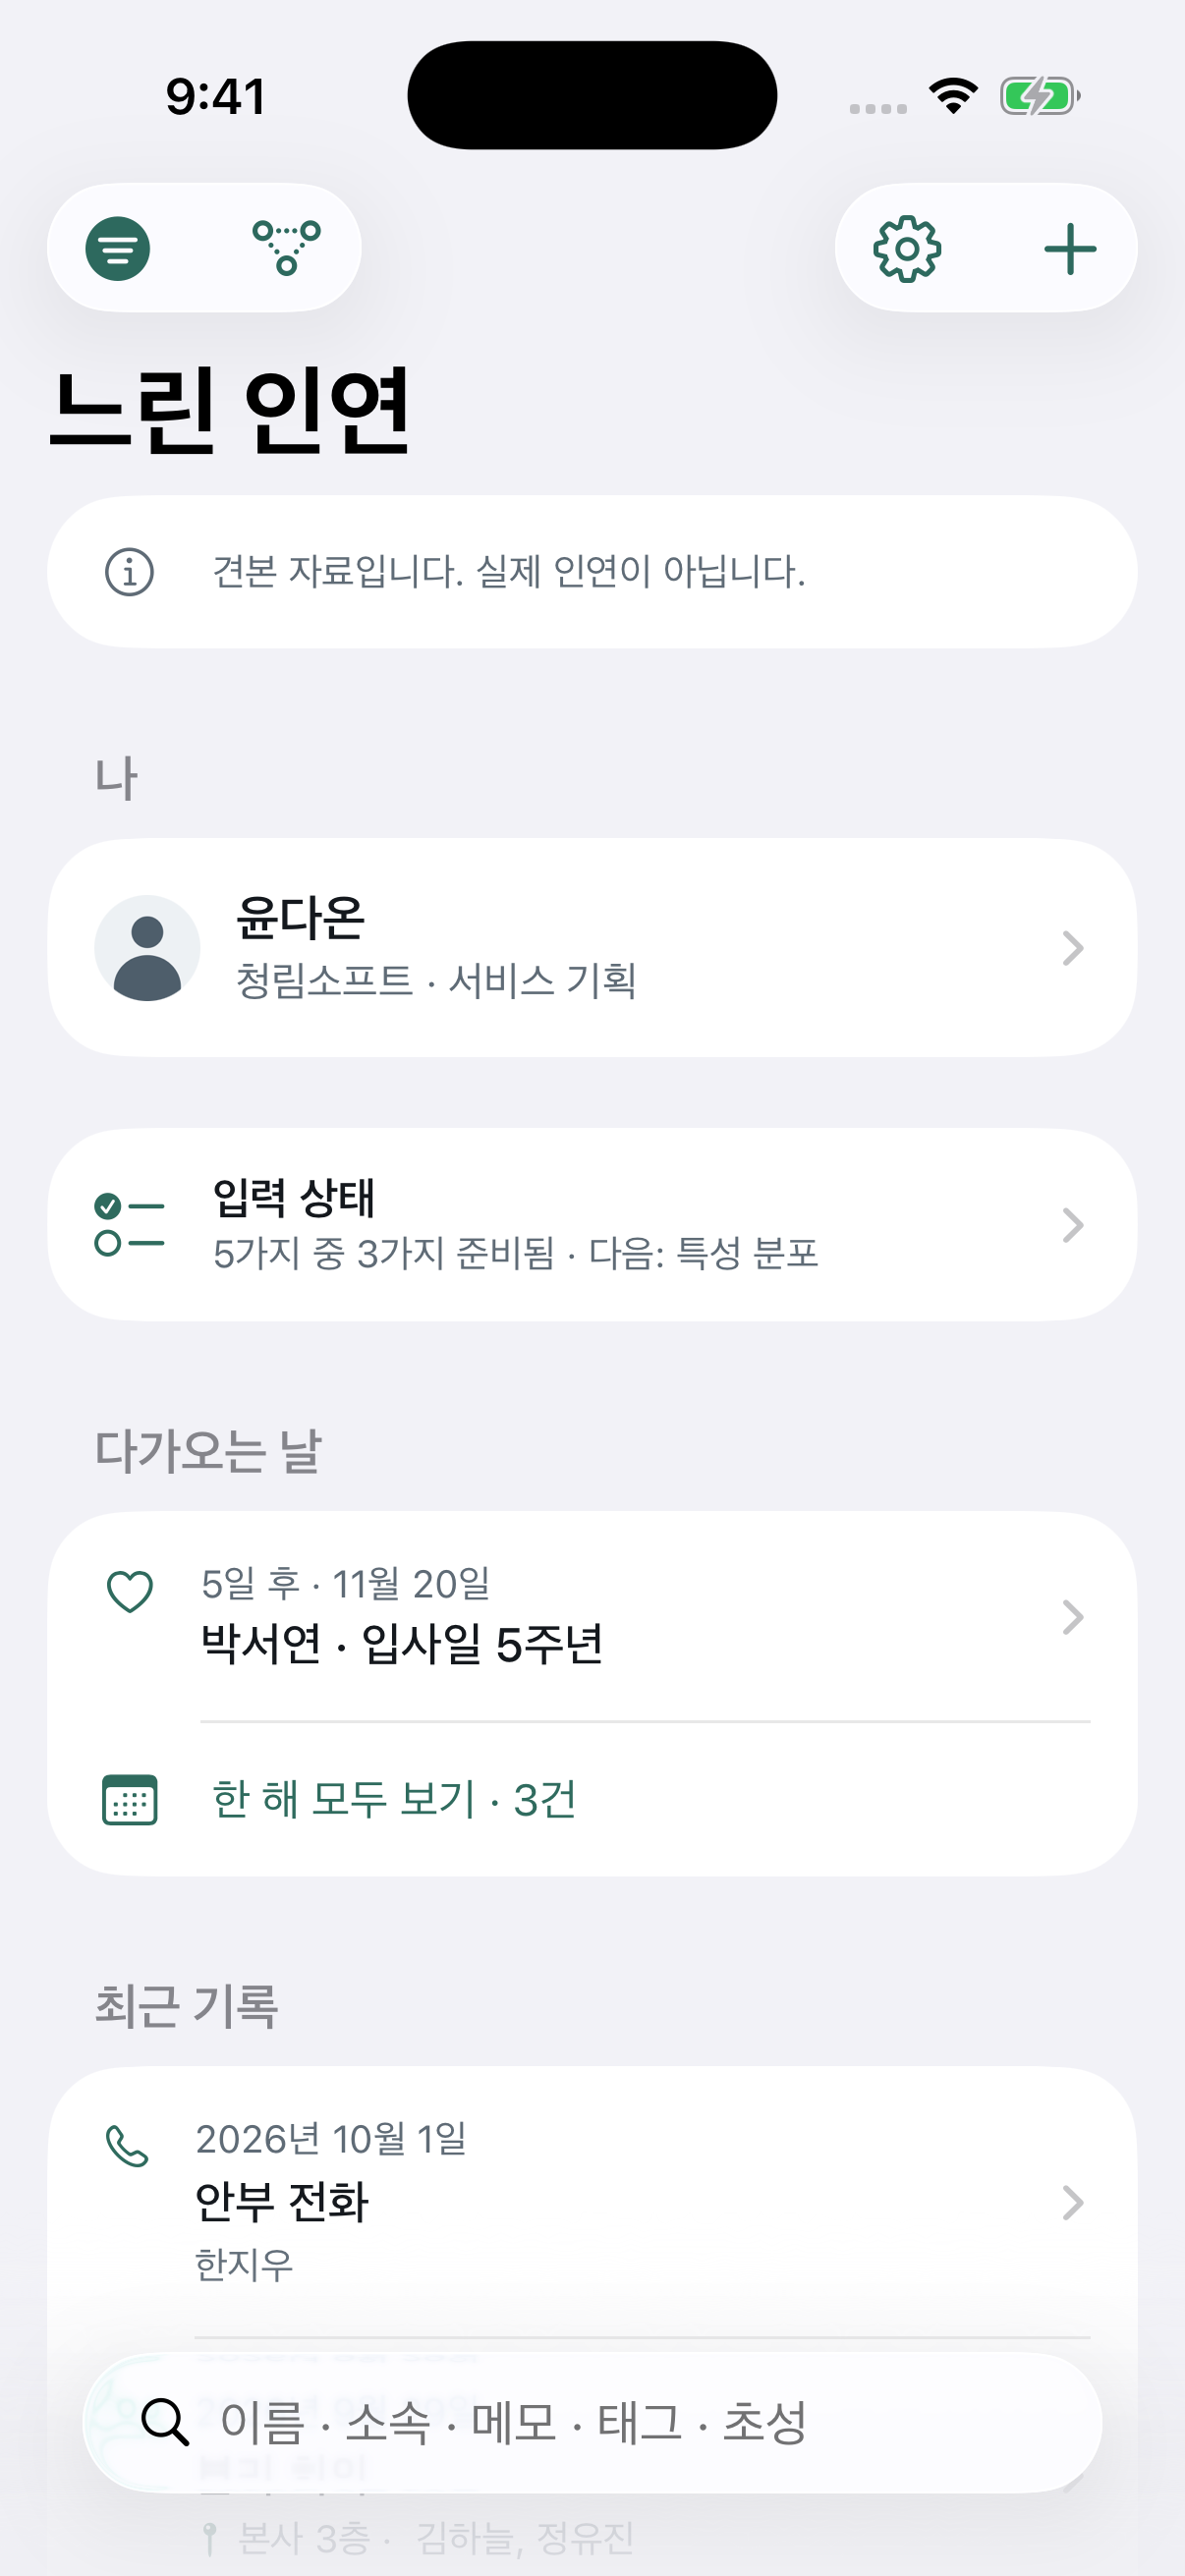 9:41
느린 인연
견본 자료입니다. 실제 인연이 아닙니다.
나
윤다온
청림소프트 · 서비스 기획
입력 상태
5가지 중 3가지 준비됨 · 다음: 특성 분포
다가오는 날
5일 후 · 11월 20일
박서연 · 입사일 5주년
한 해 모두 보기 · 3건
최근 기록
2026년 10월 1일
안부 전화
한지우
이름 · 소속 · 메모 · 태그 · 초성
본사 3층 · 김하늘, 정유진